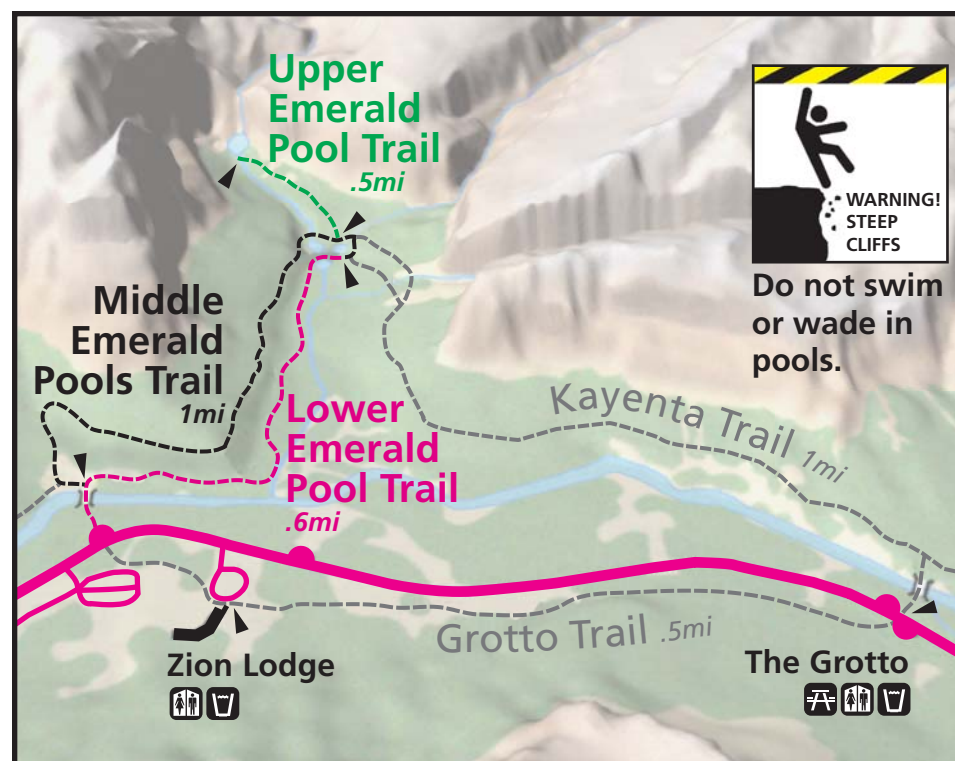 Upper
Emerald
Pool Trail
.5mi
WARNING!
STEEP
CLIFFS
Do not swim
or wade in
pools.
Middle
Emerald
Pools Trail
1mi
Lower
Emerald
Pool Trail
.6mi
Kayenta Trail 1mi
Grotto Trail .5mi
Zion Lodge
The Grotto